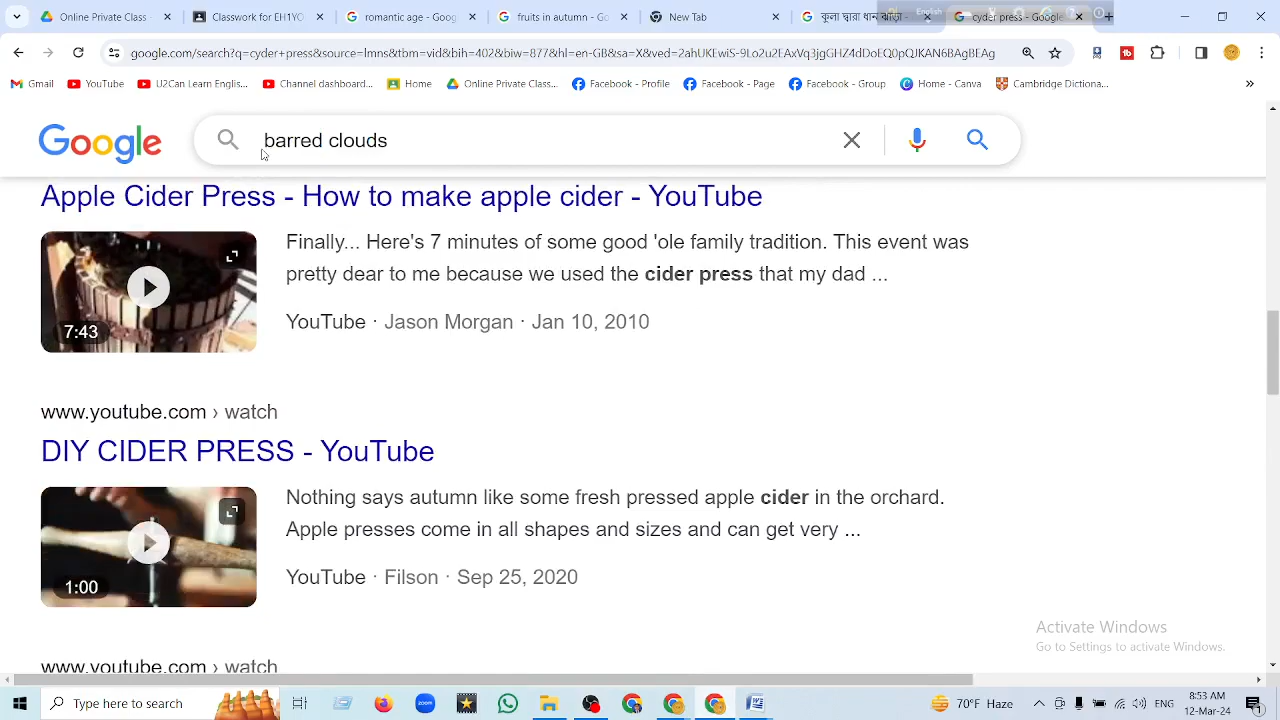 Classroom of ER1Y0
romantic age - Goo
fruits in autumn - Go
New Tab
English
cyder press - Google
google.com/search?q=cyder+press&source=lnms&tbm=vid&bih=402&biw=877&hl=en-GB&sa=X&ved=2ahUKEwiS-9Lo2u2EAxVq3jgGHZ4dDoEQ0pQJKAN6BAgBEAg
Gmail
YouTube
U2Can Learn Englis...
Channel dashboard...
Home
Online Private Class...
Facebook - Profile
Facebook - Page
Facebook - Group
Home - Canva
Cambridge Dictiona...
»
Google
barred clouds
Apple Cider Press - How to make apple cider - YouTube
Finally... Here's 7 minutes of some good 'ole family tradition. This event was
pretty dear to me because we used the cider press that my dad ...
7:43
YouTube · Jason Morgan · Jan 10, 2010
www.youtube.com › watch
DIY CIDER PRESS - YouTube
Nothing says autumn like some fresh pressed apple cider in the orchard.
Apple presses come in all shapes and sizes and can get very ...
1:00
YouTube · Filson · Sep 25, 2020
Activate Windows
Go to Settings to activate Windows.
www.youtube.com › watch
Type here to search
zoom
70°F Haze
ENG
8:53 AM
12-Mar-24